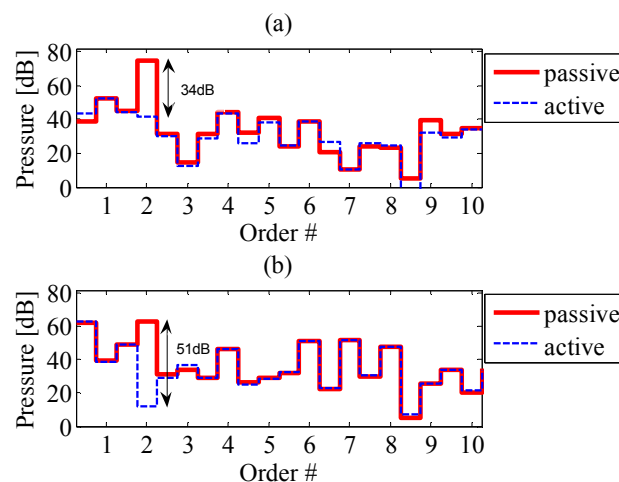 (a)
Pressure [dB]
80
60
40
20
0
34dB
passive
active
1 2 3 4 5 6 7 8 9 10
Order #
(b)
Pressure [dB]
80
60
40
20
0
51dB
passive
active
1 2 3 4 5 6 7 8 9 10
Order #